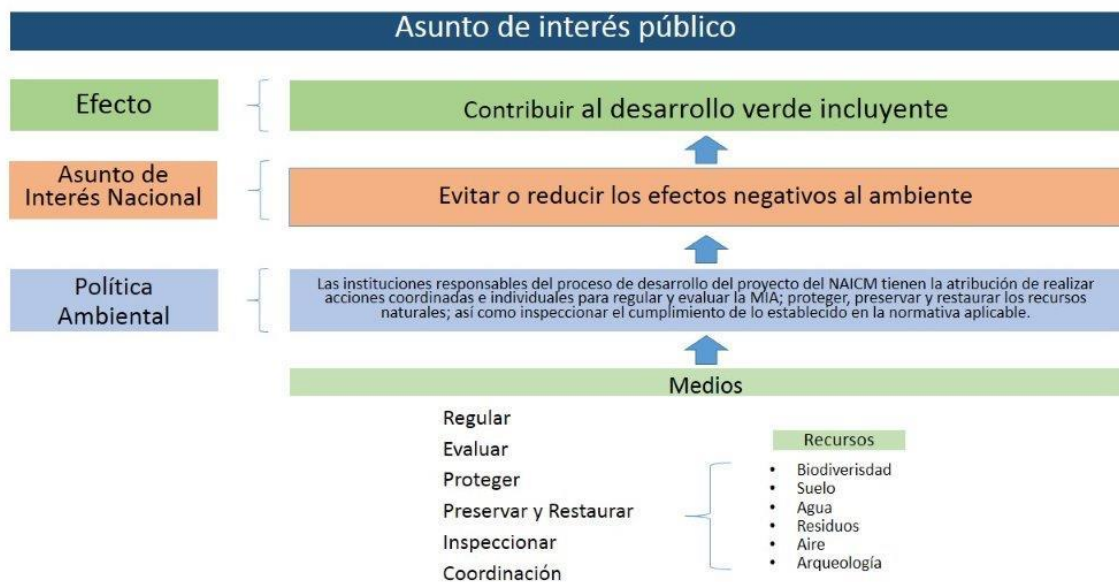 Asunto de interés público
Efecto
Contribuir al desarrollo verde incluyente
Asunto de
Interés Nacional
Evitar o reducir los efectos negativos al ambiente
Política
Ambiental
Las instituciones responsables del proceso de desarrollo del proyecto del NAICM tienen la atribución de realizar
acciones coordinadas e individuales para regular y evaluar la MIA; proteger, preservar y restaurar los recursos
naturales; así como inspeccionar el cumplimiento de lo establecido en la normativa aplicable.
Medios
Regular
Evaluar
Proteger
Preservar y Restaurar
Inspeccionar
Coordinación
Recursos
• Biodiverisdad
• Suelo
• Agua
• Residuos
• Aire
• Arqueología